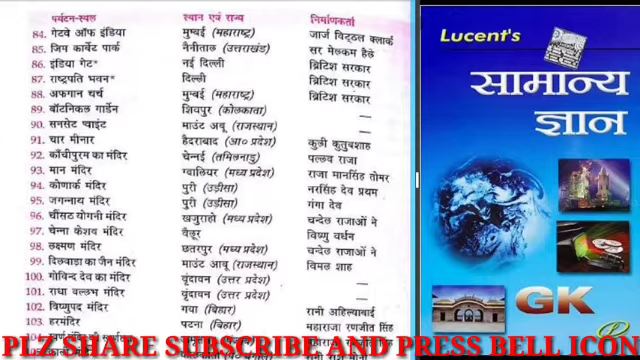 पर्यटन-स्थल स्थान एवं राज्य निर्माणकर्ता
84. गेटवे ऑफ इंडिया मुम्बई (महाराष्ट्र) जार्ज विट्ठल क्लार्क
85. जिम कार्बेट पार्क नैनीताल (उत्तराखंड) सर मेलकम हैले
86. इंडिया गेट* नई दिल्ली ब्रिटिश सरकार
87. राष्ट्रपति भवन* दिल्ली ब्रिटिश सरकार
88. अफगान चर्च मुम्बई (महाराष्ट्र) ब्रिटिश सरकार
89. बॉटनिकल गार्डेन शिवपुर (कोलकाता) —
90. सनसेट प्वाइंट माउंट अबू (राजस्थान) —
91. चार मीनार हैदराबाद (आ० प्रदेश) कुली कुतुबशाह
92. काँचीपुरम का मंदिर चेन्नई (तमिलनाडु) पल्लव राजा
93. मान मंदिर ग्वालियर (मध्य प्रदेश) राजा मानसिंह तोमर
94. कोणार्क मंदिर पुरी (उड़ीसा) नरसिंह देव प्रथम
95. जगन्नाथ मंदिर पुरी (उड़ीसा) गंगा देव
96. चौंसठ योगनी मंदिर खजुराहो (मध्य प्रदेश) चन्देल राजाओं ने
97. चेन्ना केशव मंदिर वैलूर विष्णु वर्धन
98. लक्ष्मण मंदिर छतरपुर (मध्य प्रदेश) चन्देल राजाओं ने
99. दिलवाड़ा का जैन मंदिर माउंट आबू (राजस्थान) विमल शाह
100. गोविन्द देव का मंदिर वृंदावन (उत्तर प्रदेश) —
101. राधा बल्लभ मंदिर वृंदावन (उत्तर प्रदेश) —
102. विष्णुपद मंदिर गया (बिहार) रानी अहिल्याबाई
103. हरमंदिर पटना (बिहार) महाराजा रणजीत सिंह
Lucent's
सामान्य
ज्ञान
GK
PLZ SHARE SUBSCRIBE AND PRESS BELL ICON